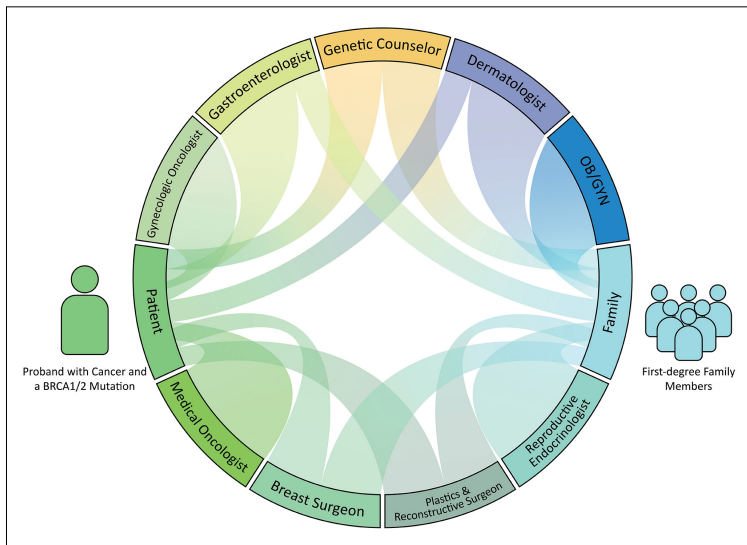 Genetic Counselor
Gastroenterologist
Dermatologist
Gynecologic Oncologist
OB/GYN
Patient
Family
Proband with Cancer and
a BRCA1/2 Mutation
First-degree Family
Members
Medical Oncologist
Reproductive
Endocrinologist
Breast Surgeon
Plastics &
Reconstructive Surgeon